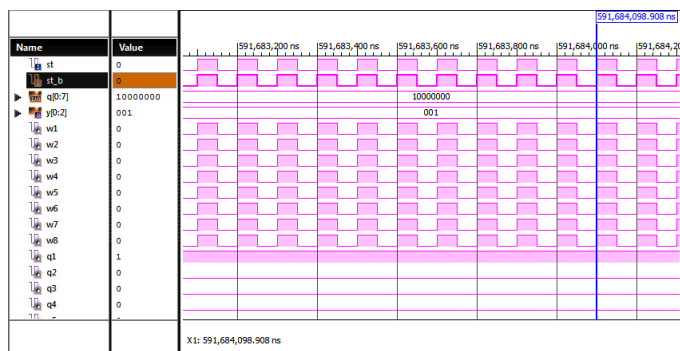 591,684,098.908 ns
Name Value 591,683,200 ns 591,683,400 ns 591,683,600 ns 591,683,800 ns 591,684,000 ns 591,684,20
st 0
st_b 0
q[0:7] 10000000 10000000
y[0:2] 001 001
w1 0
w2 0
w3 0
w4 0
w5 0
w6 0
w7 0
w8 0
q1 1
q2 0
q3 0
q4 0
X1: 591,684,098.908 ns